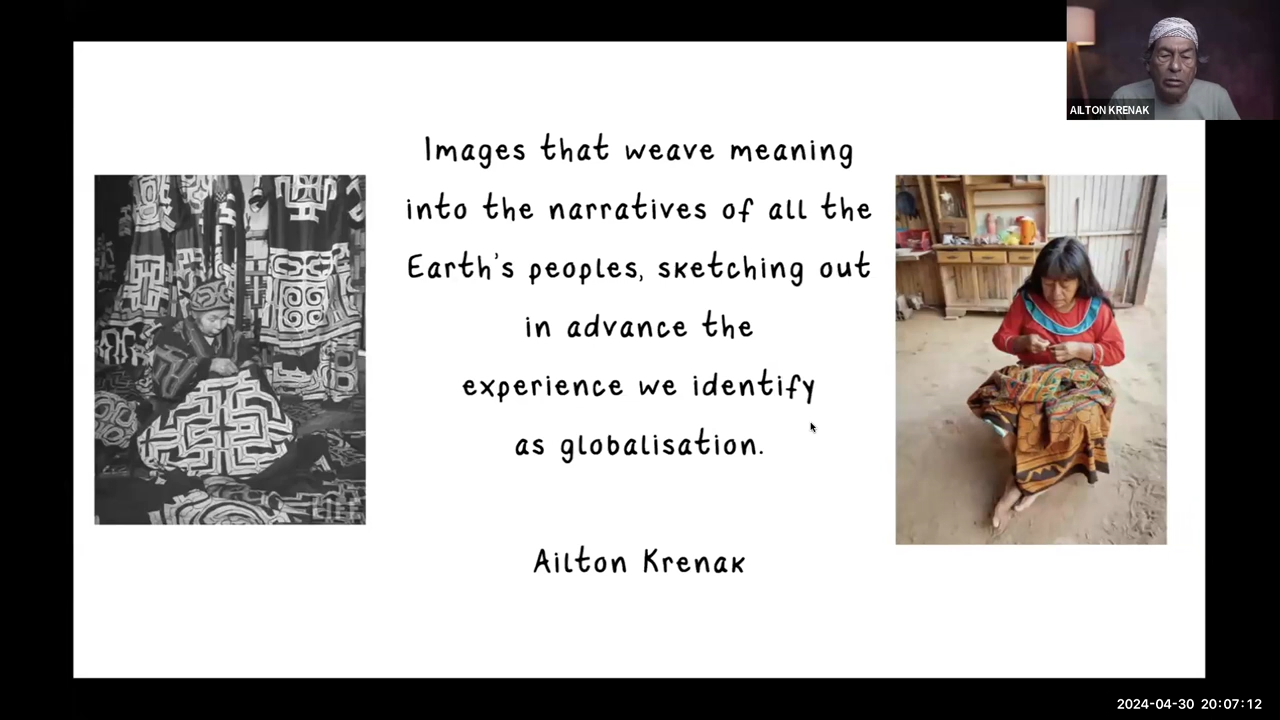 AILTON KRENAK
Images that weave meaning
into the narratives of all the
Earth's peoples, sketching out
in advance the
experience we identify
as globalisation.
LIFE
Ailton Krenak
2024-04-30 20:07:12